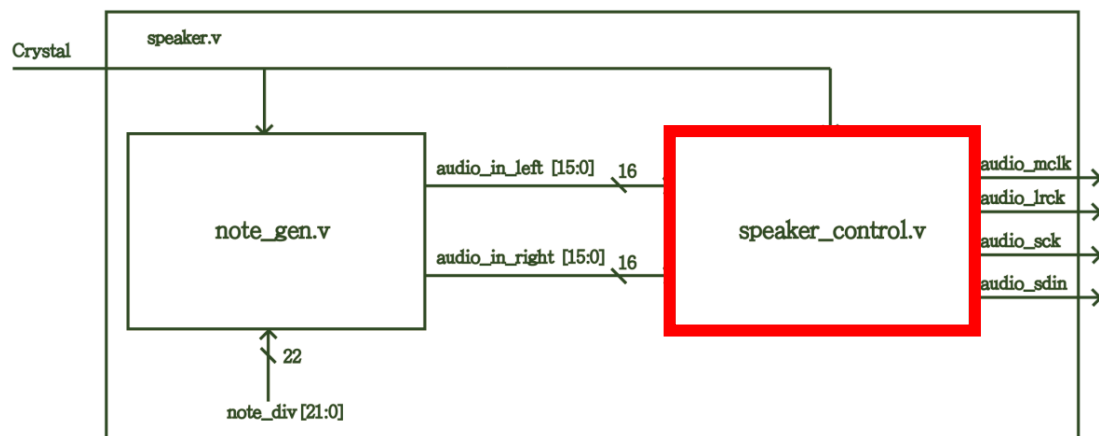 speaker.v
Crystal
audio_in_left [15:0]
16
audio_mclk
audio_lrck
note_gen.v
speaker_control.v
audio_sck
audio_in_right [15:0]
16
audio_sdin
22
note_div [21:0]